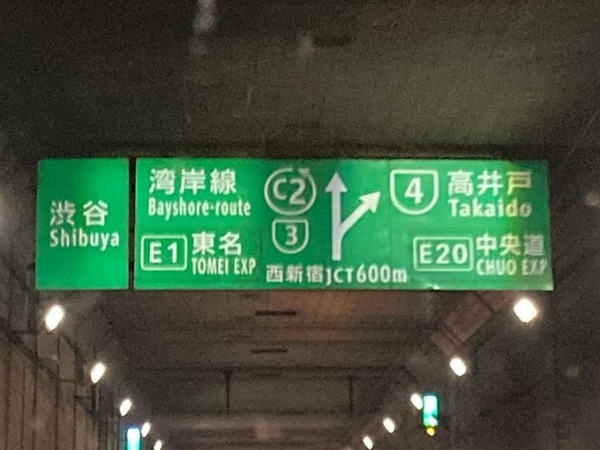 渋谷
Shibuya
湾岸線
Bayshore-route
E1 東名
TOMEI EXP
C2
3
西新宿JCT600m
4 高井戸
Takaido
E20 中央道
CHUO EXP